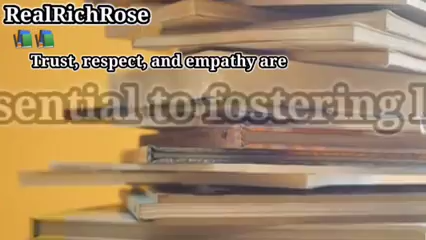 RealRichRose
Trust, respect, and empathy are
sential to fostering l